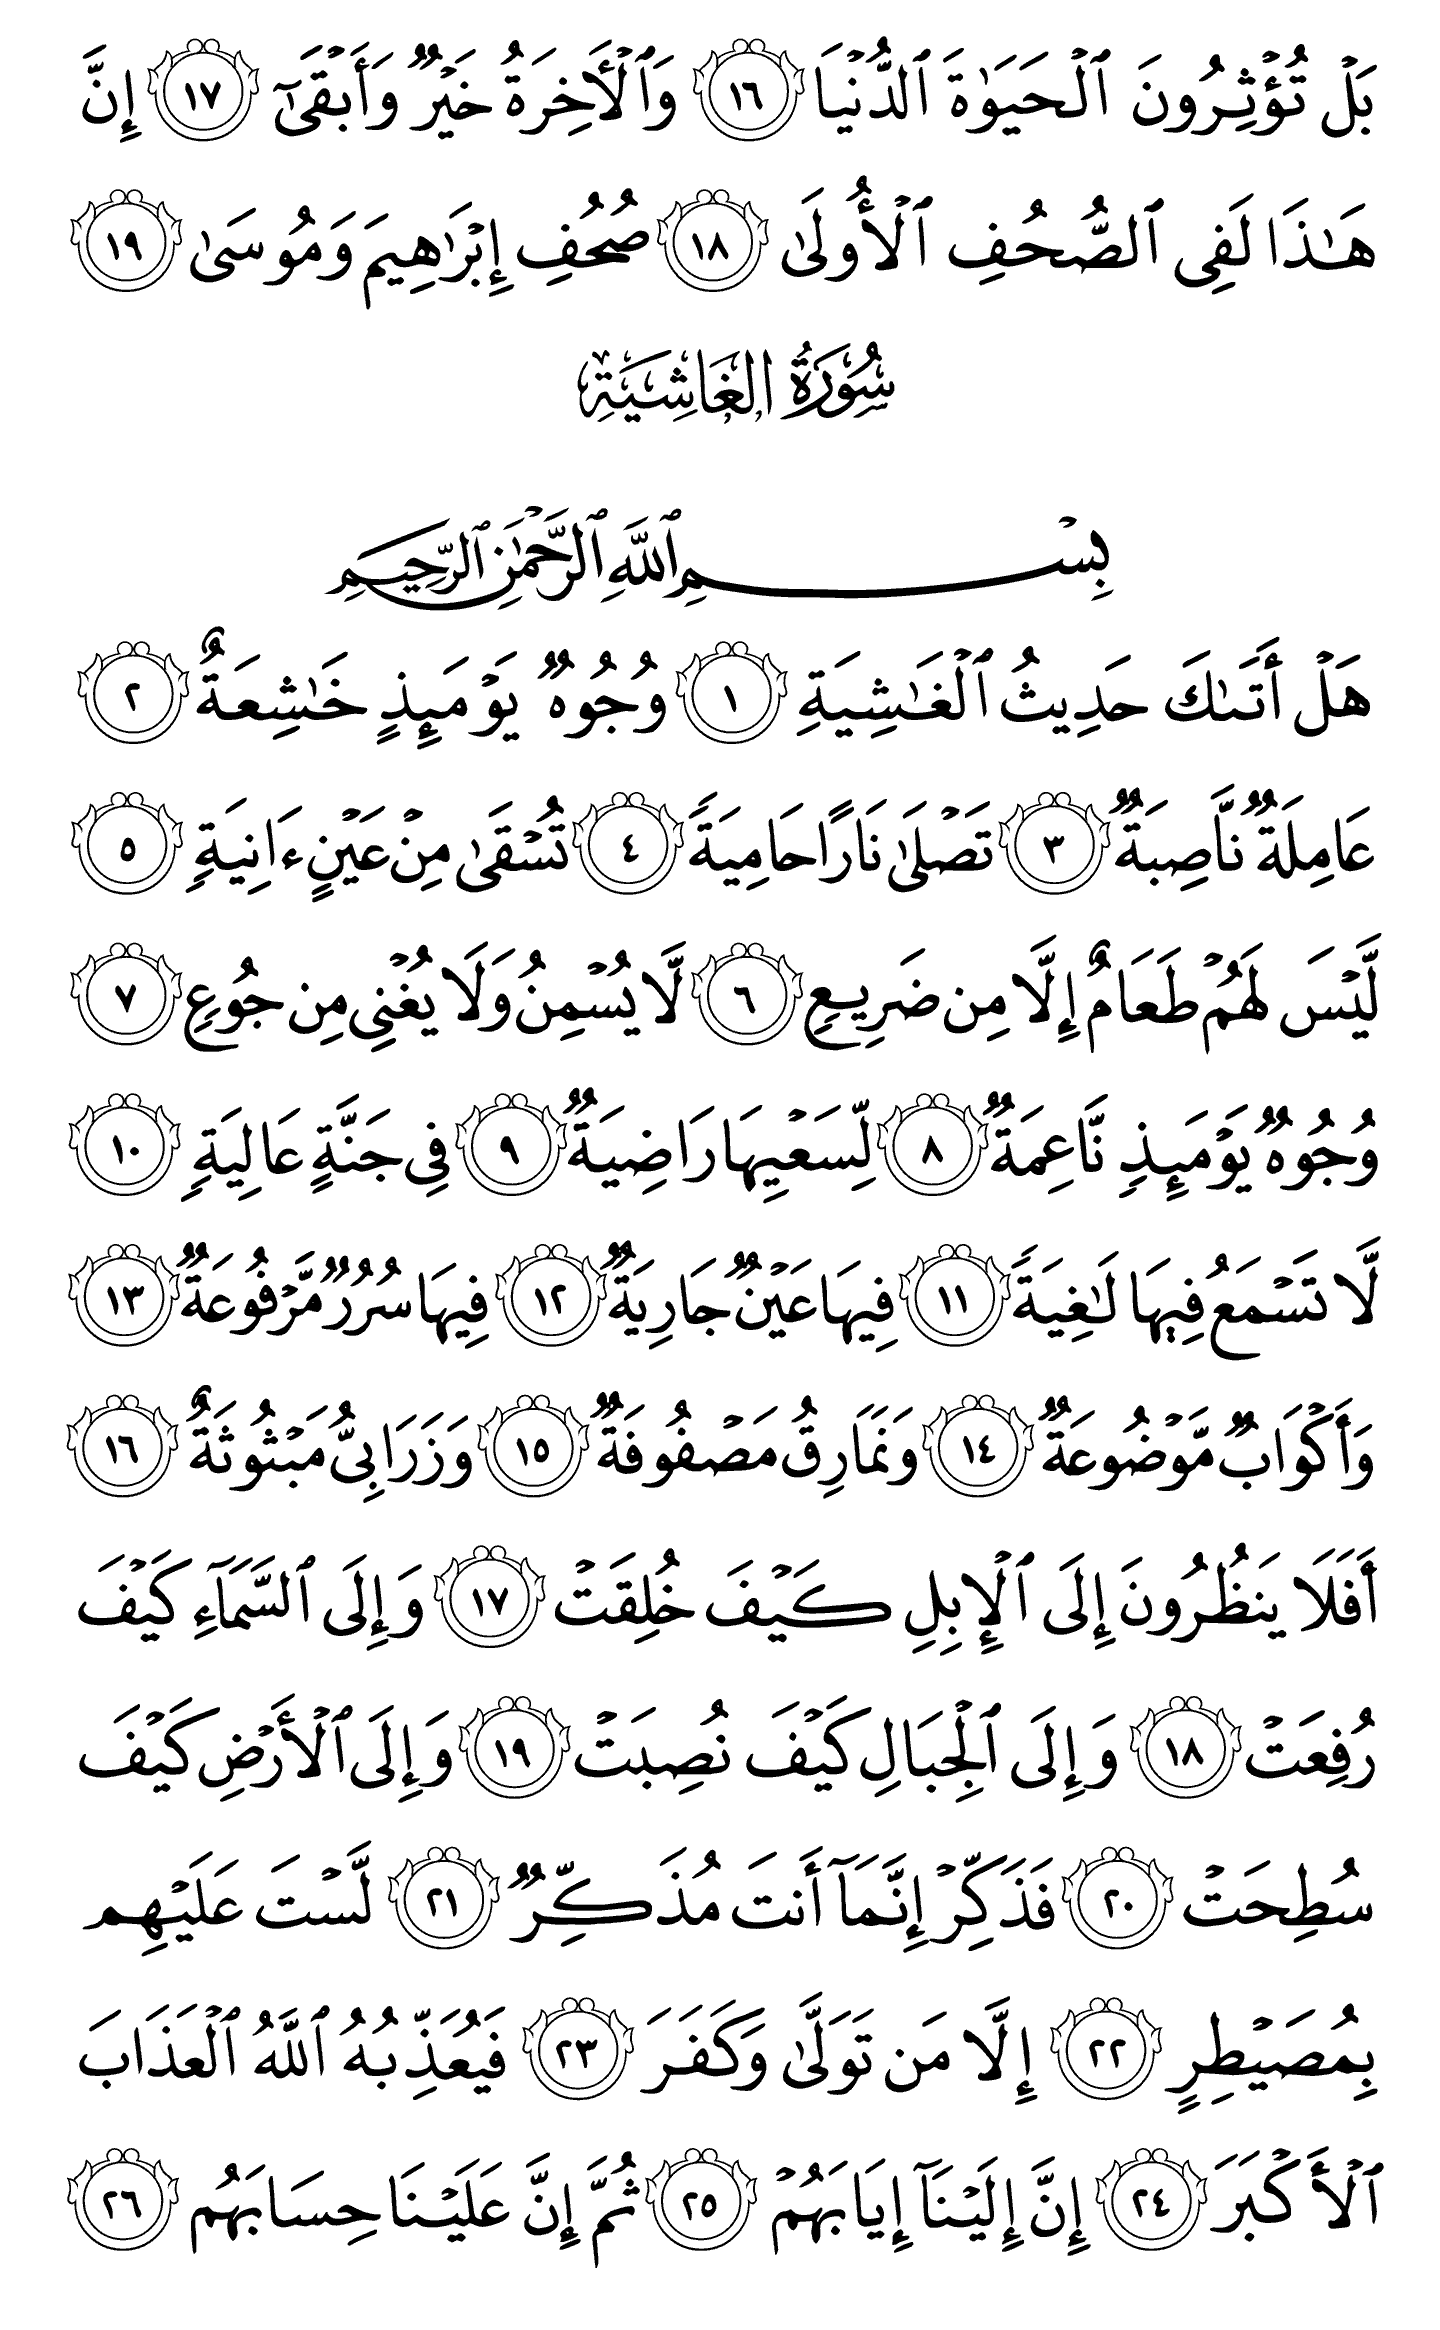 بَلۡ تُؤۡثِرُونَ ٱلۡحَيَوٰةَ ٱلدُّنۡيَا ١٦ وَٱلۡأٓخِرَةُ خَيۡرٞ وَأَبۡقَىٰٓ ١٧ إِنَّ
هَٰذَا لَفِي ٱلصُّحُفِ ٱلۡأُولَىٰ ١٨ صُحُفِ إِبۡرَٰهِيمَ وَمُوسَىٰ ١٩
سُورَةُ الغَاشِيَةِ
بِسۡمِ ٱللَّهِ ٱلرَّحۡمَٰنِ ٱلرَّحِيمِ
هَلۡ أَتَىٰكَ حَدِيثُ ٱلۡغَٰشِيَةِ ١ وُجُوهٞ يَوۡمَئِذٍ خَٰشِعَةٌ ٢
عَامِلَةٞ نَّاصِبَةٞ ٣ تَصۡلَىٰ نَارًا حَامِيَةٗ ٤ تُسۡقَىٰ مِنۡ عَيۡنٍ ءَانِيَةٖ ٥
لَّيۡسَ لَهُمۡ طَعَامٌ إِلَّا مِن ضَرِيعٖ ٦ لَّا يُسۡمِنُ وَلَا يُغۡنِي مِن جُوعٖ ٧
وُجُوهٞ يَوۡمَئِذٖ نَّاعِمَةٞ ٨ لِّسَعۡيِهَا رَاضِيَةٞ ٩ فِي جَنَّةٍ عَالِيَةٖ ١٠
لَّا تَسۡمَعُ فِيهَا لَٰغِيَةٗ ١١ فِيهَا عَيۡنٞ جَارِيَةٞ ١٢ فِيهَا سُرُرٞ مَّرۡفُوعَةٞ ١٣
وَأَكۡوَابٞ مَّوۡضُوعَةٞ ١٤ وَنَمَارِقُ مَصۡفُوفَةٞ ١٥ وَزَرَابِيُّ مَبۡثُوثَةٌ ١٦
أَفَلَا يَنظُرُونَ إِلَى ٱلۡإِبِلِ كَيۡفَ خُلِقَتۡ ١٧ وَإِلَى ٱلسَّمَآءِ كَيۡفَ
رُفِعَتۡ ١٨ وَإِلَى ٱلۡجِبَالِ كَيۡفَ نُصِبَتۡ ١٩ وَإِلَى ٱلۡأَرۡضِ كَيۡفَ
سُطِحَتۡ ٢٠ فَذَكِّرۡ إِنَّمَآ أَنتَ مُذَكِّرٞ ٢١ لَّسۡتَ عَلَيۡهِم
بِمُصَيۡطِرٍ ٢٢ إِلَّا مَن تَوَلَّىٰ وَكَفَرَ ٢٣ فَيُعَذِّبُهُ ٱللَّهُ ٱلۡعَذَابَ
ٱلۡأَكۡبَرَ ٢٤ إِنَّ إِلَيۡنَآ إِيَابَهُمۡ ٢٥ ثُمَّ إِنَّ عَلَيۡنَا حِسَابَهُم ٢٦